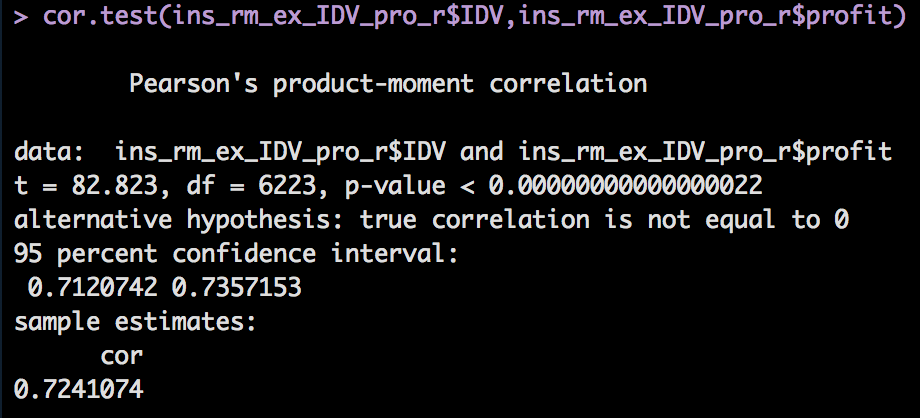 > cor.test(ins_rm_ex_IDV_pro_r$IDV,ins_rm_ex_IDV_pro_r$profit)
Pearson's product-moment correlation
data:  ins_rm_ex_IDV_pro_r$IDV and ins_rm_ex_IDV_pro_r$profit
t = 82.823, df = 6223, p-value < 0.00000000000000022
alternative hypothesis: true correlation is not equal to 0
95 percent confidence interval:
0.7120742 0.7357153
sample estimates:
cor
0.7241074